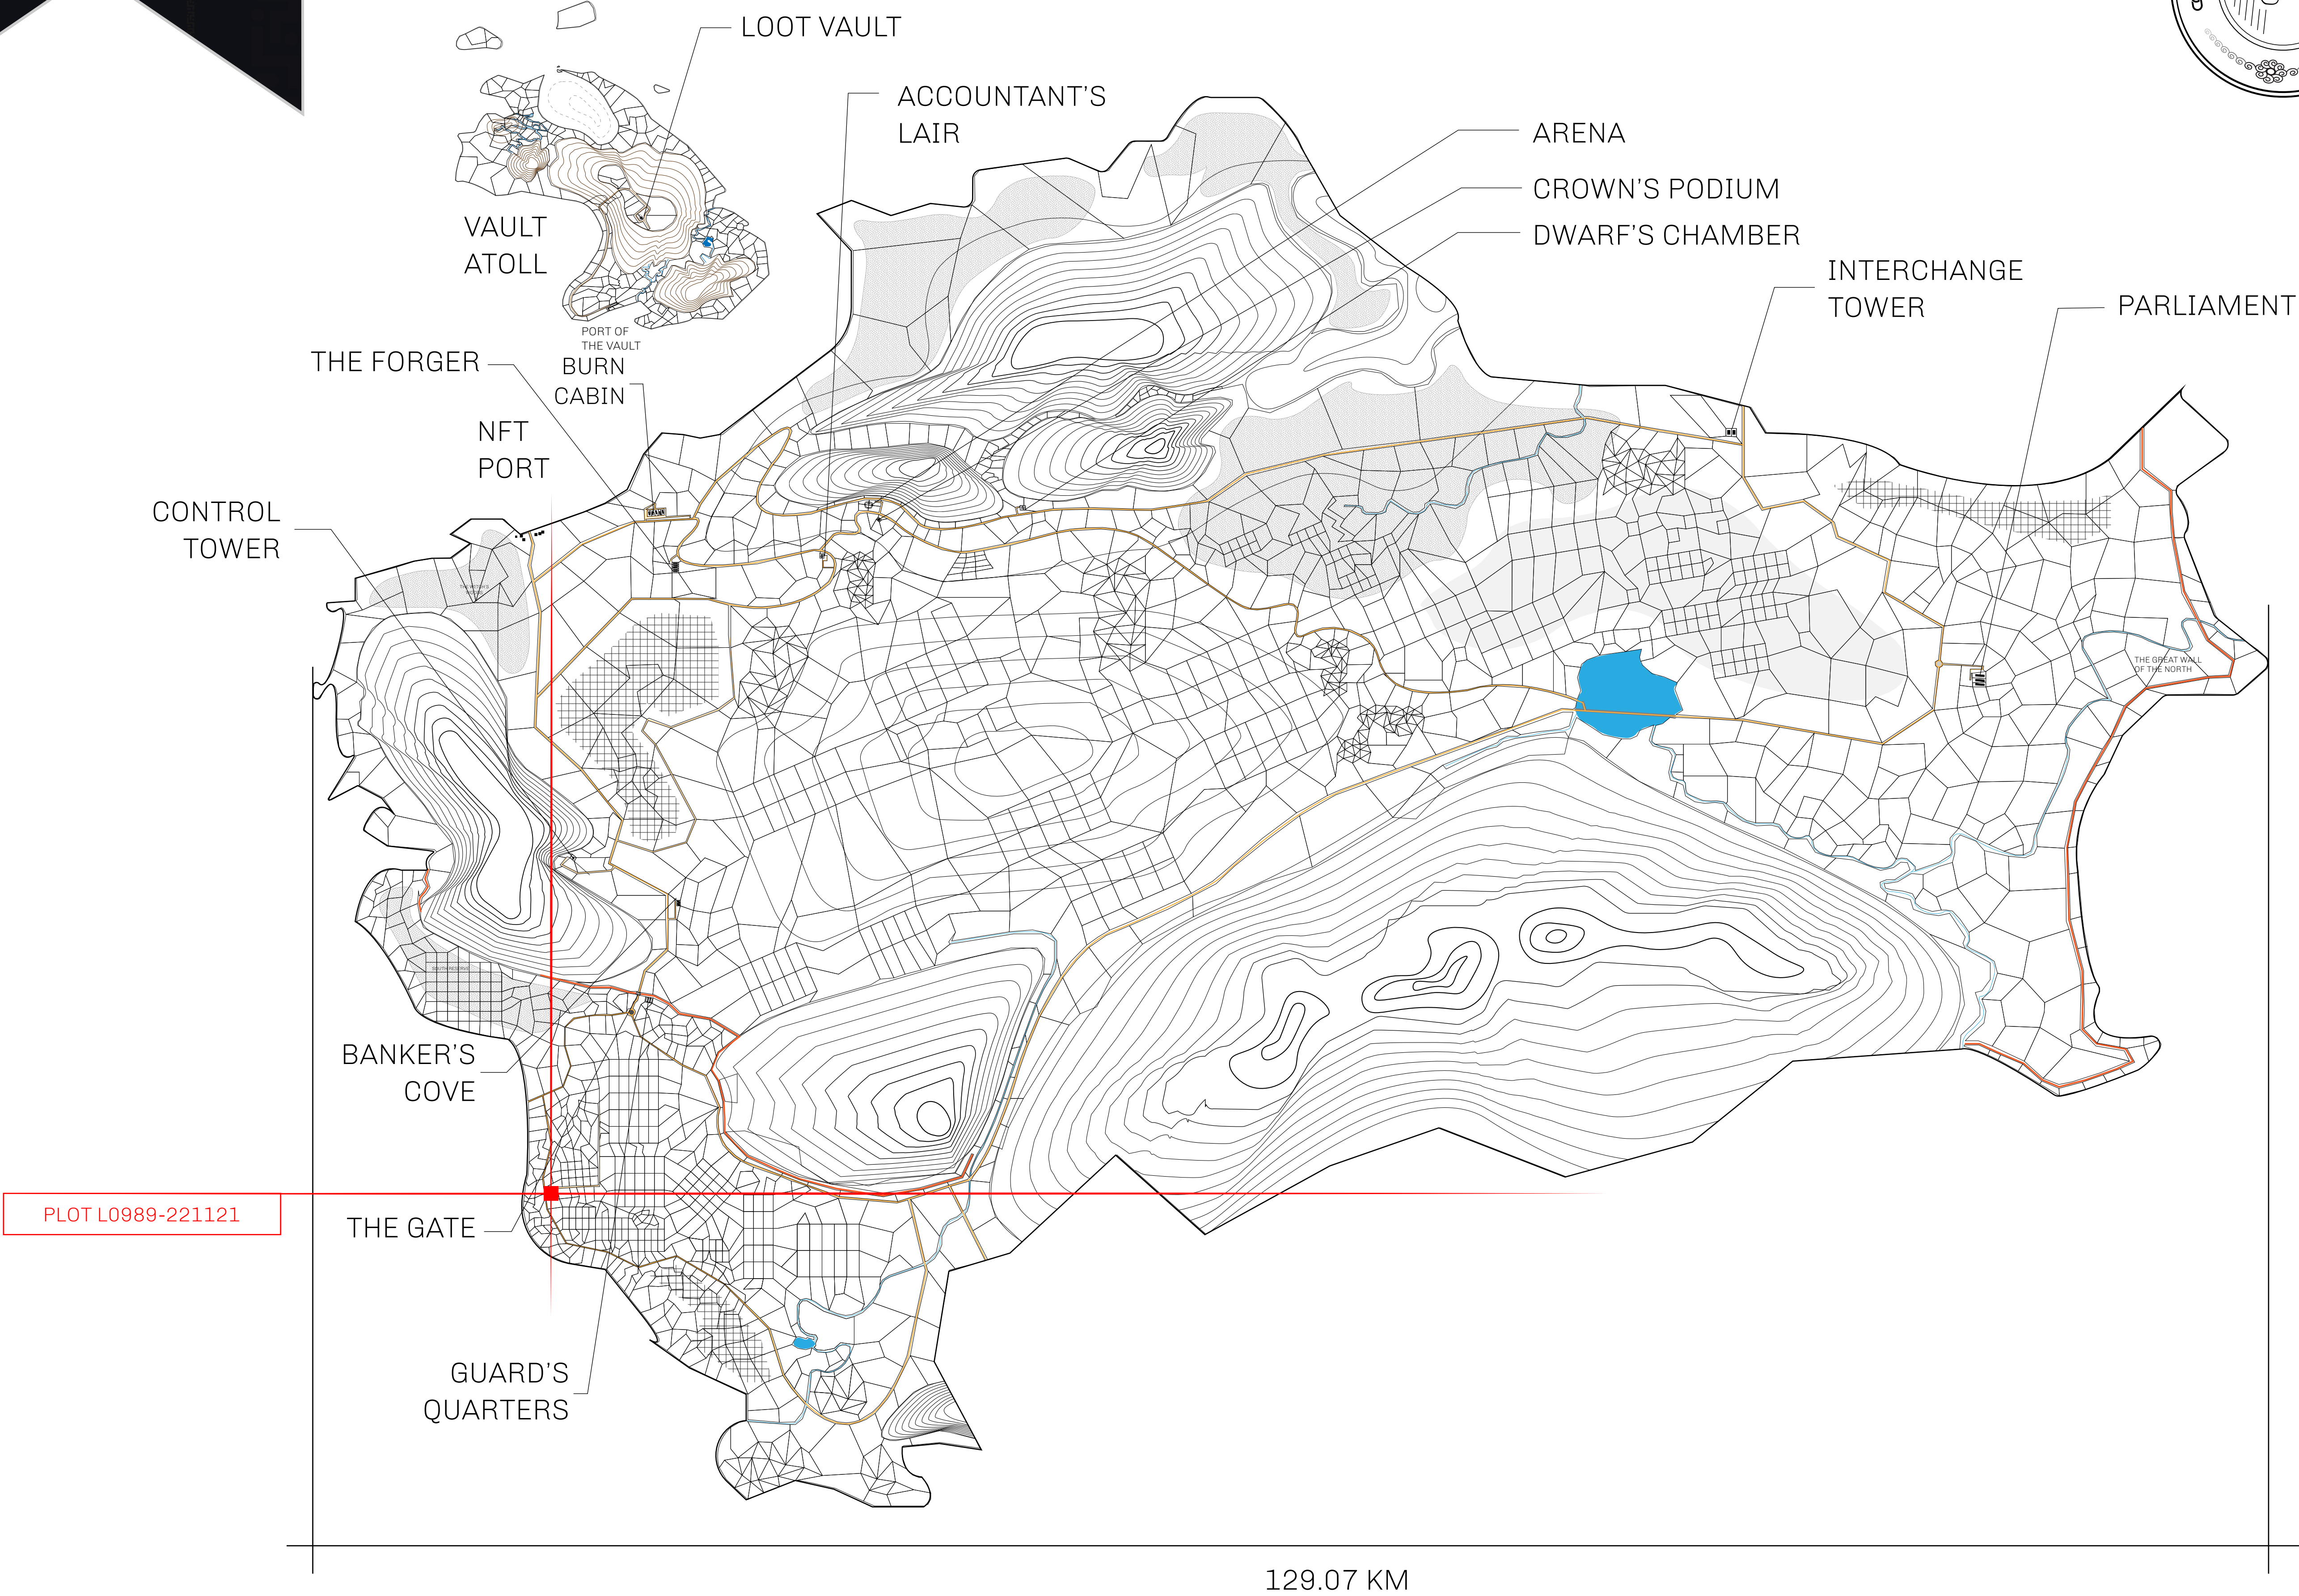 LOOT VAULT
ACCOUNTANT'S
LAIR
ARENA
CROWN'S PODIUM
DWARF'S CHAMBER
INTERCHANGE
TOWER
PARLIAMENT
VAULT
ATOLL
PORT OF
THE VAULT
THE FORGER
BURN
CABIN
NFT
PORT
CONTROL
TOWER
THE GREAT WALL
OF THE NORTH
SOUTH RESERVE
BANKER'S
COVE
PLOT L0989-221121
THE GATE
GUARD'S
QUARTERS
129.07 KM